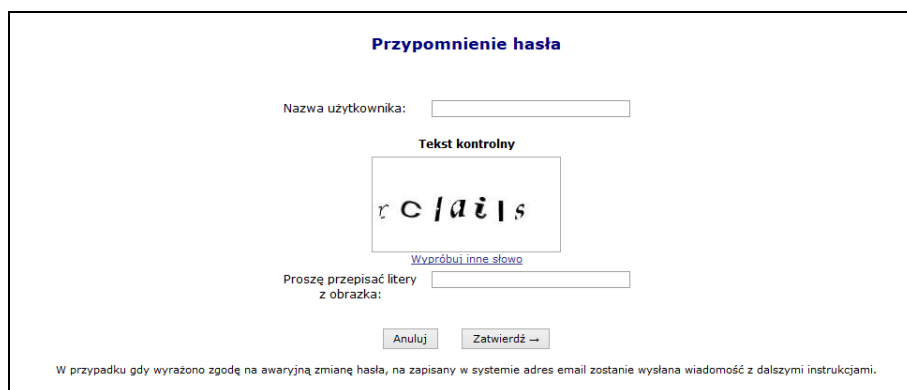 Przypomnienie hasła
Nazwa użytkownika:
Tekst kontrolny
Wypróbuj inne słowo
Proszę przepisać litery
z obrazka:
Anuluj Zatwierdź →
W przypadku gdy wyrażono zgodę na awaryjną zmianę hasła, na zapisany w systemie adres email zostanie wysłana wiadomość z dalszymi instrukcjami.